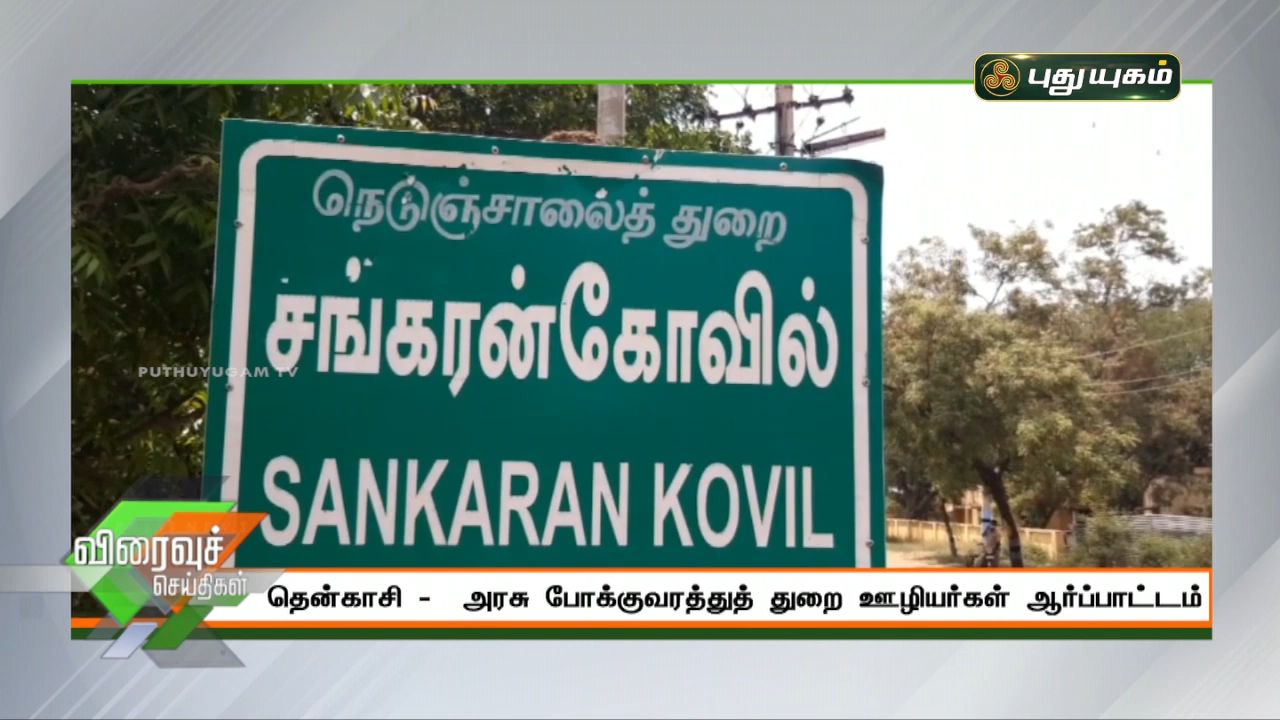 புதுயுகம்
நெடுஞ்சாலைத் துறை
சங்கரன்கோவில்
PUTHUYUGAM TV
SANKARAN KOVIL
விரைவுச்
செய்திகள்
தென்காசி - அரசு போக்குவரத்துத் துறை ஊழியர்கள் ஆர்ப்பாட்டம்